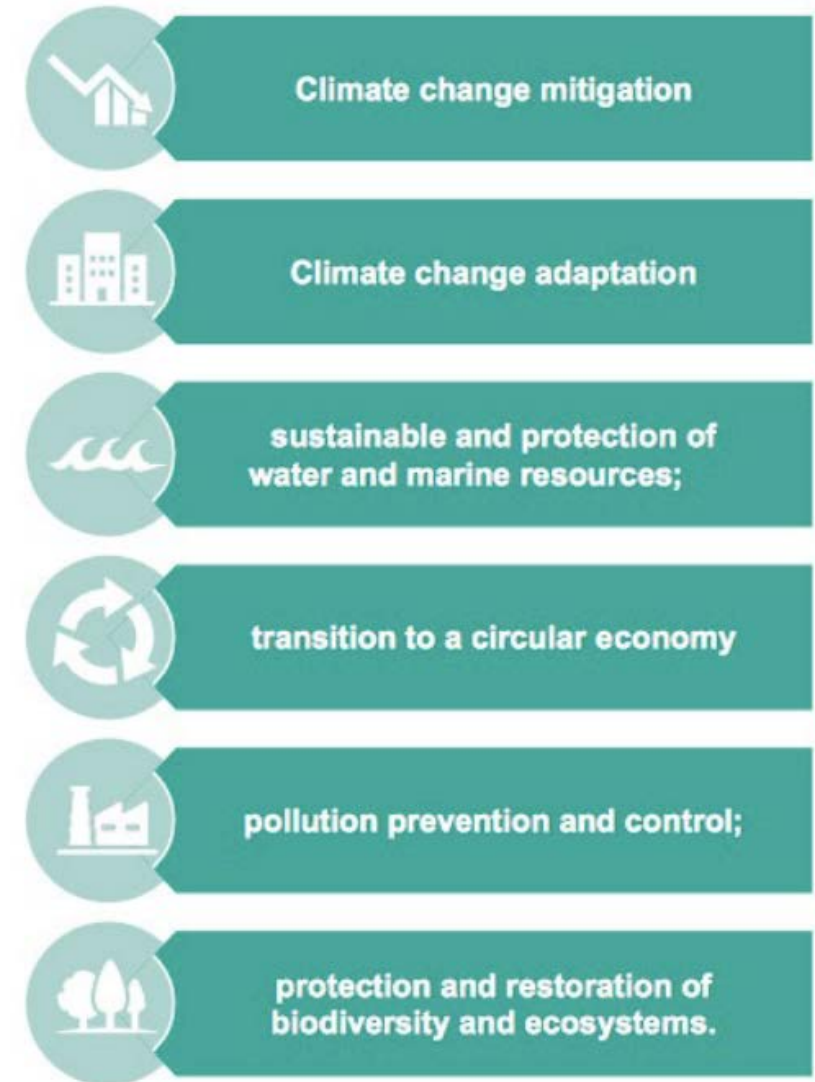 Climate change mitigation
Climate change adaptation
sustainable and protection of
water and marine resources;
transition to a circular economy
pollution prevention and control;
protection and restoration of
biodiversity and ecosystems.